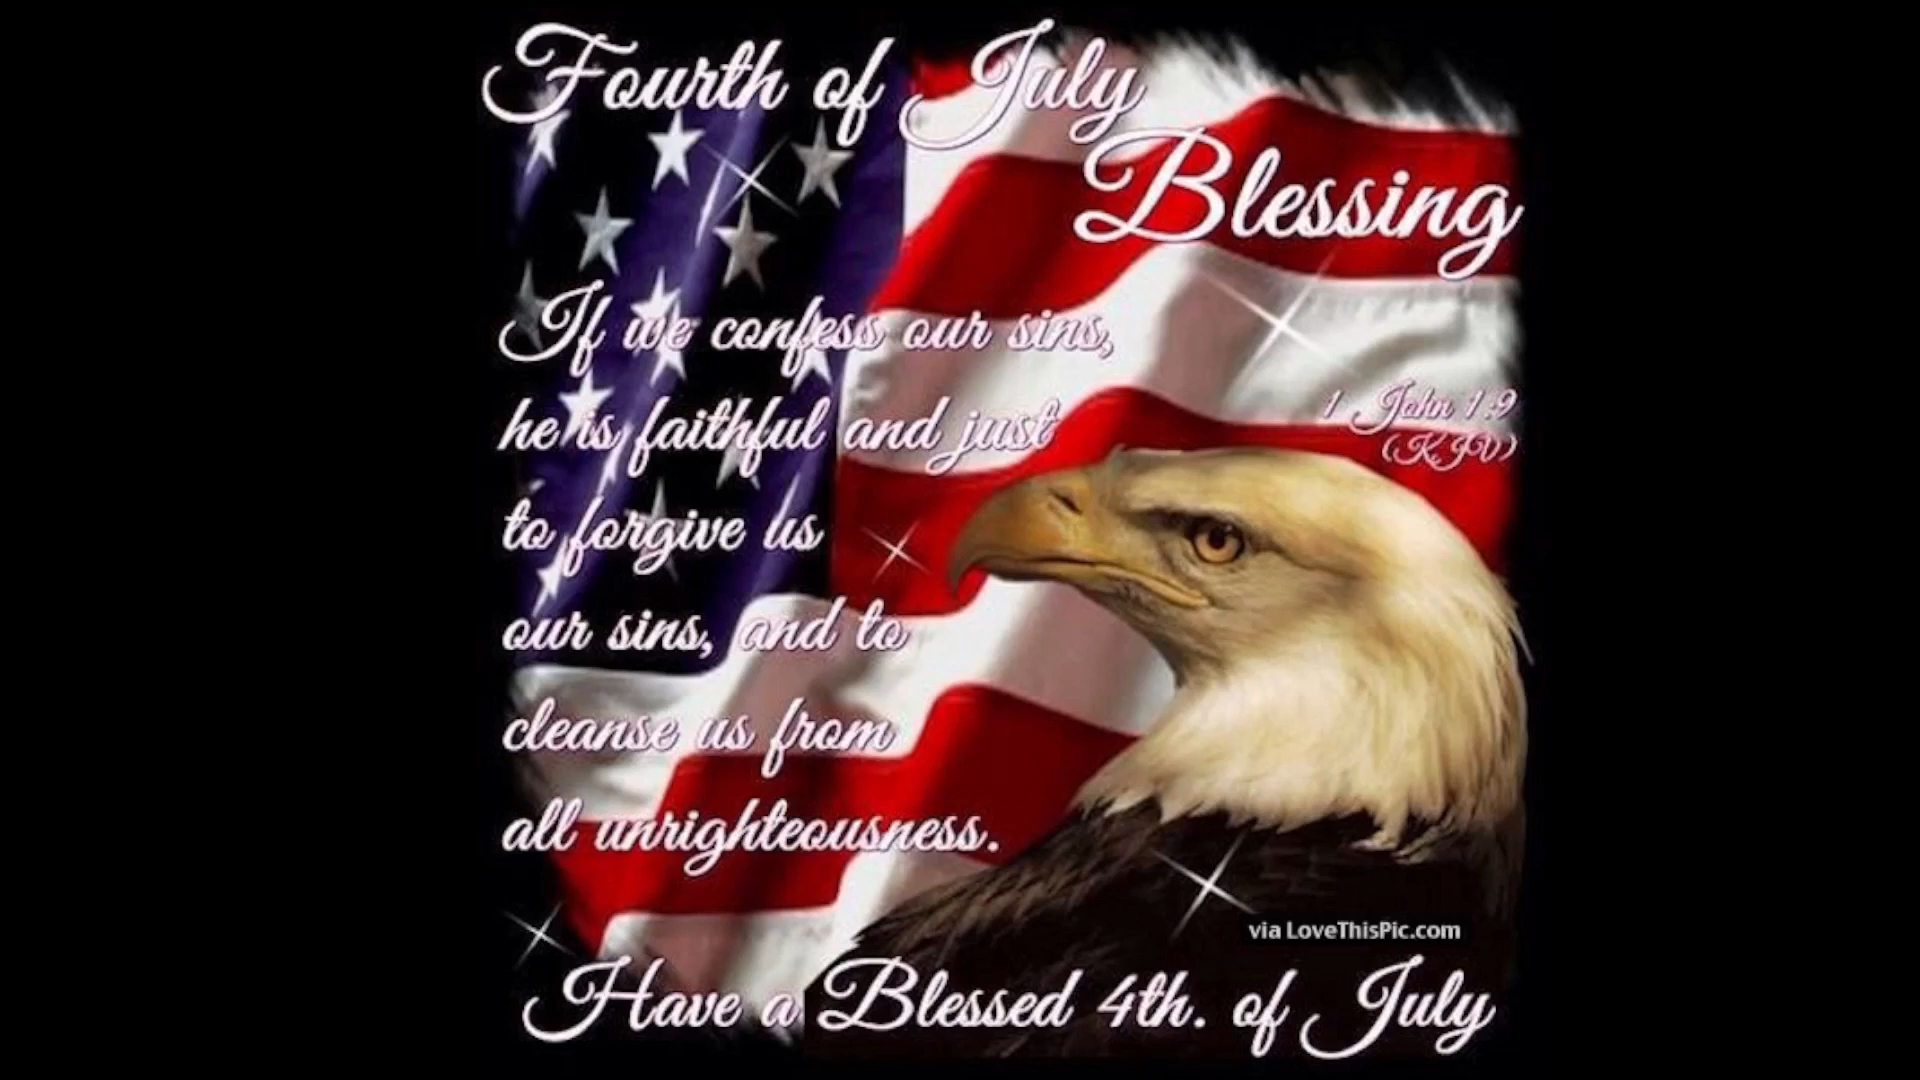 Fourth of July
Blessing
If we confess our sins,
he is faithful and just
to forgive us
our sins, and to
cleanse us from
all unrighteousness.
1 John 1:9
(KJV)
via LoveThisPic.com
Have a Blessed 4th. of July